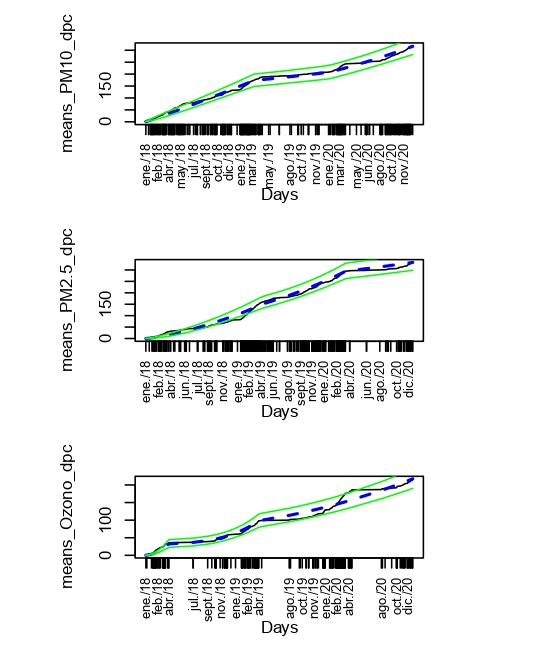 means_PM10_dpc
0 150
ene./18 feb./18 abr./18 may./18 jul./18 sept./18 oct./18 dic./18 ene./19 mar./19 may./19 ago./19 oct./19 nov./19 ene./20 mar./20 may./20 jun./20 ago./20 oct./20 nov./20
Days
means_PM2.5_dpc
0 150
ene./18 feb./18 abr./18 jun./18 jul./18 sept./18 nov./18 ene./19 feb./19 abr./19 jun./19 ago./19 sept./19 nov./19 ene./20 feb./20 abr./20 jun./20 ago./20 oct./20 dic./20
Days
means_Ozono_dpc
0 100
ene./18 feb./18 abr./18 jul./18 sept./18 nov./18 ene./19 feb./19 abr./19 ago./19 oct./19 nov./19 ene./20 feb./20 abr./20 ago./20 oct./20 dic./20
Days